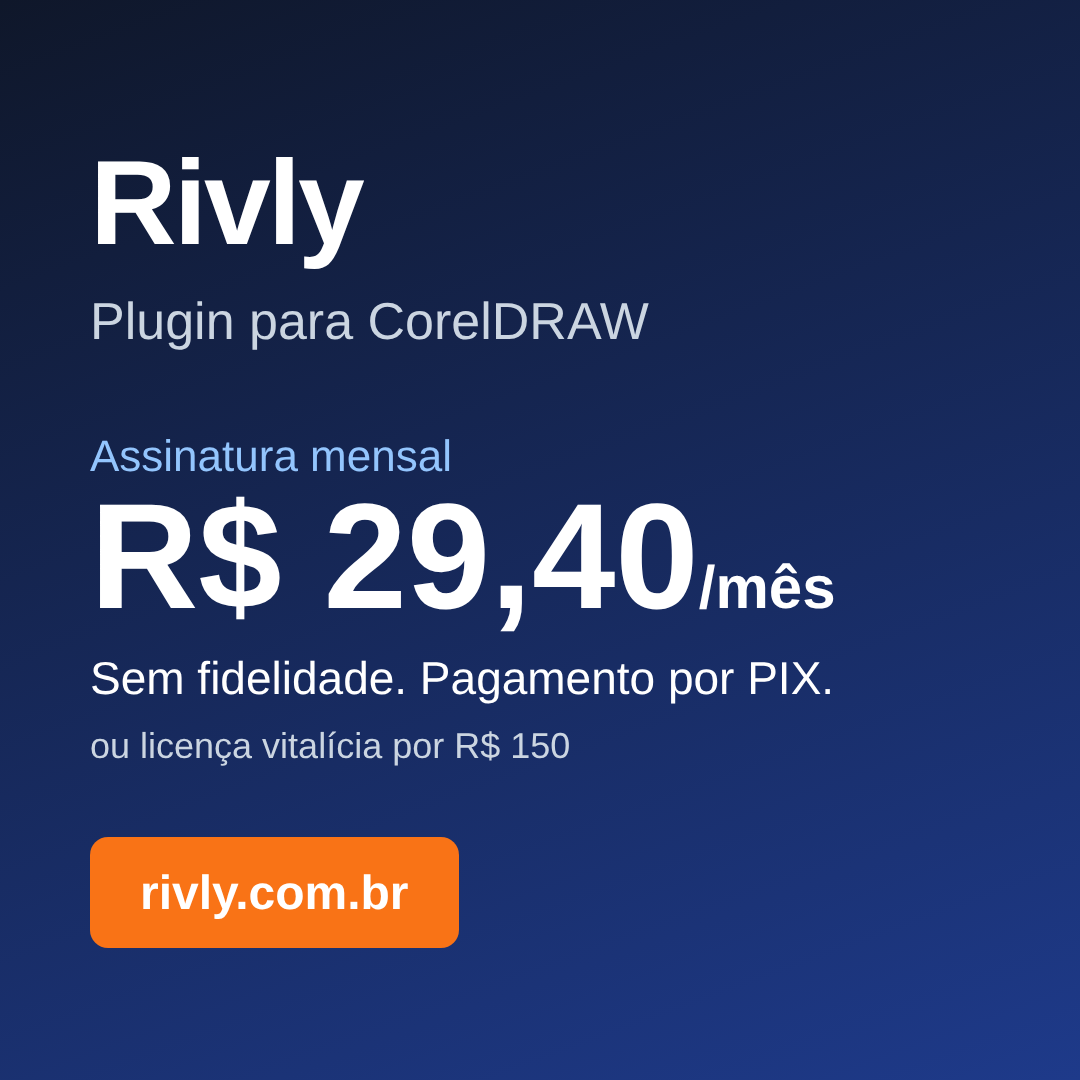 Rivly
Plugin para CorelDRAW
Assinatura mensal
R$ 29,40/mês
Sem fidelidade. Pagamento por PIX.
ou licença vitalícia por R$ 150
rivly.com.br